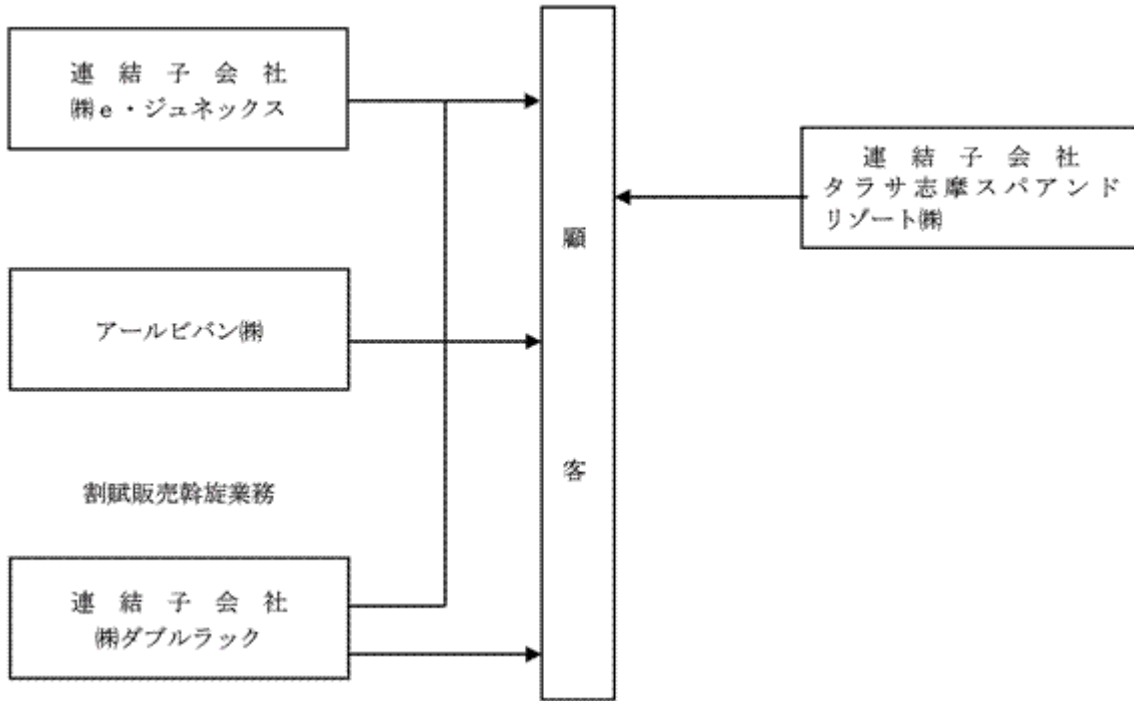 連結子会社
㈱e・ジュネックス
アールビバン㈱
割賦販売斡旋業務
連結子会社
㈱ダブルラック
顧客
連結子会社
タラサ志摩スパアンド
リゾート㈱